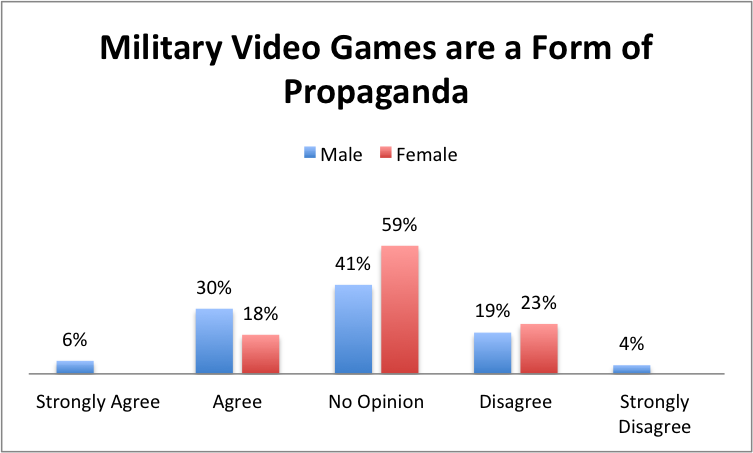 Military Video Games are a Form of
Propaganda
Male Female
59%
41%
30%
18%
19%
23%
6%
4%
Strongly Agree Agree No Opinion Disagree Strongly
Disagree